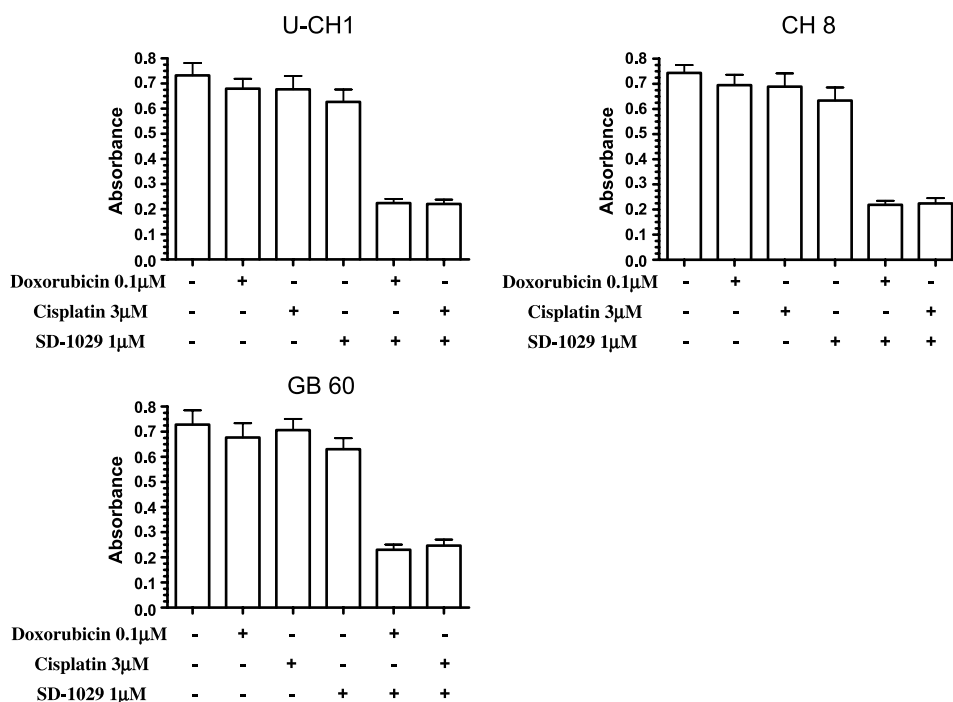 U-CH1
0.8
0.7
0.6
0.5
0.4
0.3
0.2
0.1
0.0
Absorbance
Doxorubicin 0.1μM - + - - + -
Cisplatin 3μM - - + - - +
SD-1029 1μM - - - + + +
CH 8
0.8
0.7
0.6
0.5
0.4
0.3
0.2
0.1
0.0
Absorbance
Doxorubicin 0.1μM - + - - + -
Cisplatin 3μM - - + - - +
SD-1029 1μM - - - + + +
GB 60
0.8
0.7
0.6
0.5
0.4
0.3
0.2
0.1
0.0
Absorbance
Doxorubicin 0.1μM - + - - + -
Cisplatin 3μM - - + - - +
SD-1029 1μM - - - + + +